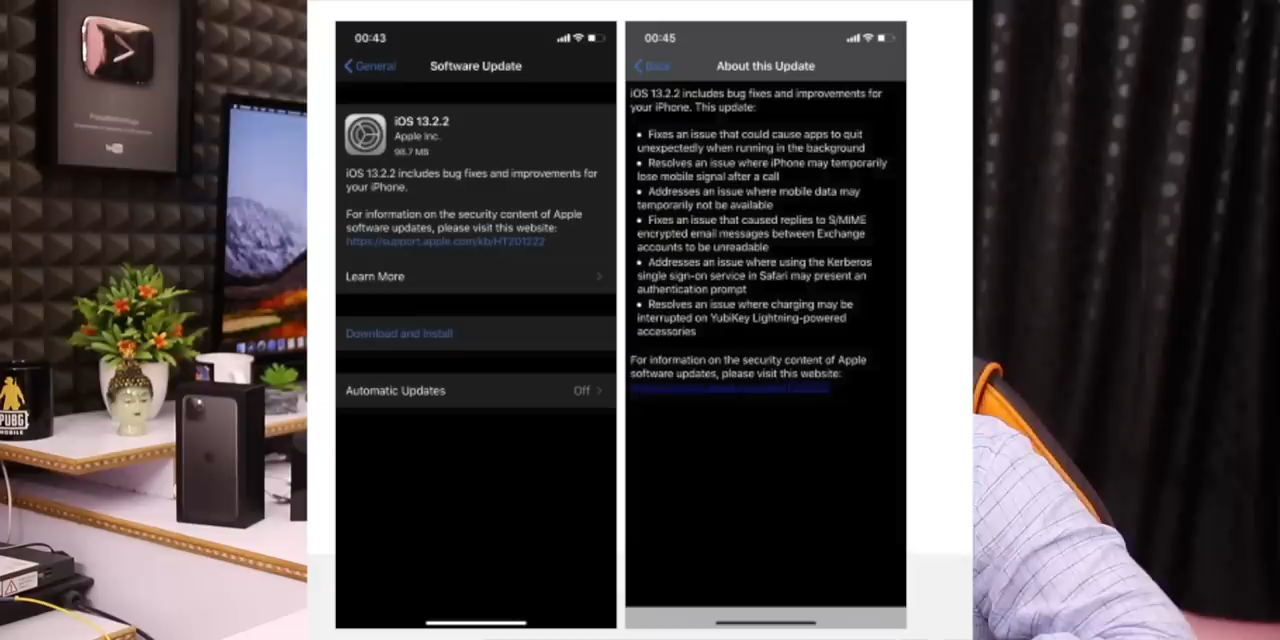 PUBG
MOBILE
00:43
General
Software Update
iOS 13.2.2
Apple Inc.
98.7 MB
iOS 13.2.2 includes bug fixes and improvements for
your iPhone.
For information on the security content of Apple
software updates, please visit this website:
https://support.apple.com/kb/HT201222
Learn More
Download and Install
Automatic Updates
Off
00:45
Back
About this Update
iOS 13.2.2 includes bug fixes and improvements for
your iPhone. This update:
• Fixes an issue that could cause apps to quit
unexpectedly when running in the background
• Resolves an issue where iPhone may temporarily
lose mobile signal after a call
• Addresses an issue where mobile data may
temporarily not be available
• Fixes an issue that caused replies to S/MIME
encrypted email messages between Exchange
accounts to be unreadable
• Addresses an issue where using the Kerberos
single sign-on service in Safari may present an
authentication prompt
• Resolves an issue where charging may be
interrupted on YubiKey Lightning-powered
accessories
For information on the security content of Apple
software updates, please visit this website: